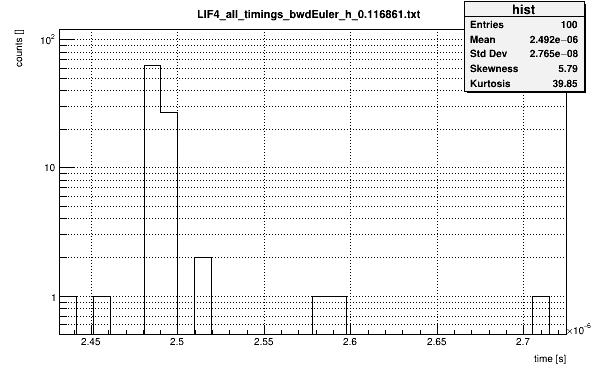 LIF4_all_timings_bwdEuler_h_0.116861.txt
hist
Entries 100
Mean 2.492e−06
Std Dev 2.765e−08
Skewness 5.79
Kurtosis 39.85
counts []
10²
10
1
2.45 2.5 2.55 2.6 2.65 2.7
×10⁻⁶
time [s]